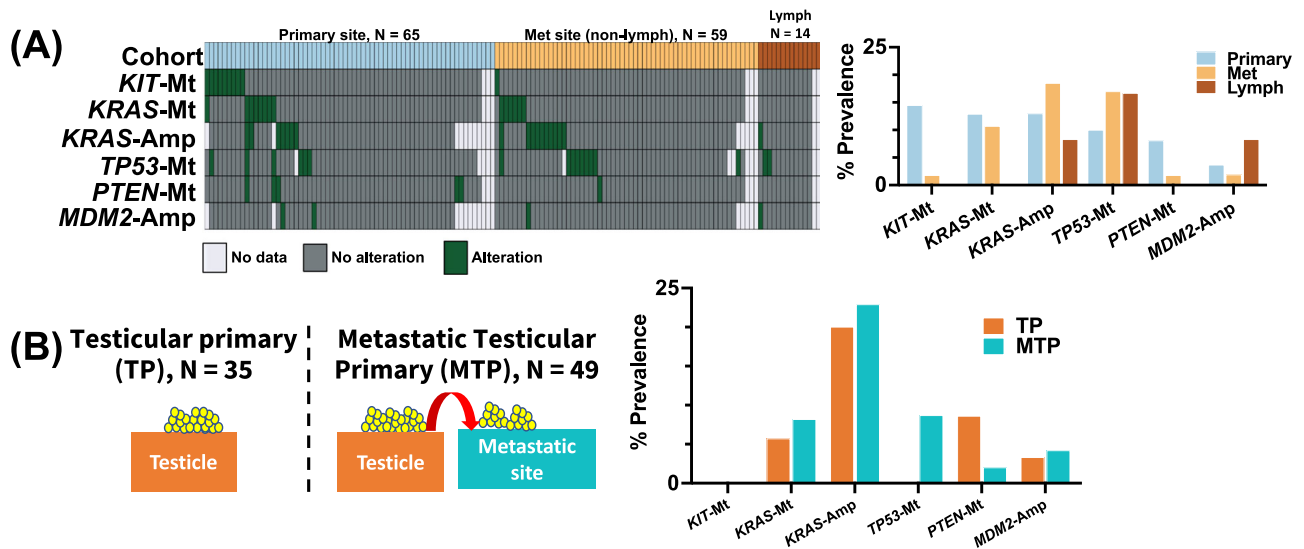 (A)
Primary site, N = 65
Met site (non-lymph), N = 59
Lymph
N = 14
Cohort
KIT-Mt
KRAS-Mt
KRAS-Amp
TP53-Mt
PTEN-Mt
MDM2-Amp
No data
No alteration
Alteration
25
0
% Prevalence
Primary
Met
Lymph
KIT-Mt
KRAS-Mt
KRAS-Amp
TP53-Mt
PTEN-Mt
MDM2-Amp
(B)
Testicular primary
(TP), N = 35
Testicle
Metastatic Testicular
Primary (MTP), N = 49
Testicle
Metastatic
site
25
0
% Prevalence
TP
MTP
KIT-Mt
KRAS-Mt
KRAS-Amp
TP53-Mt
PTEN-Mt
MDM2-Amp